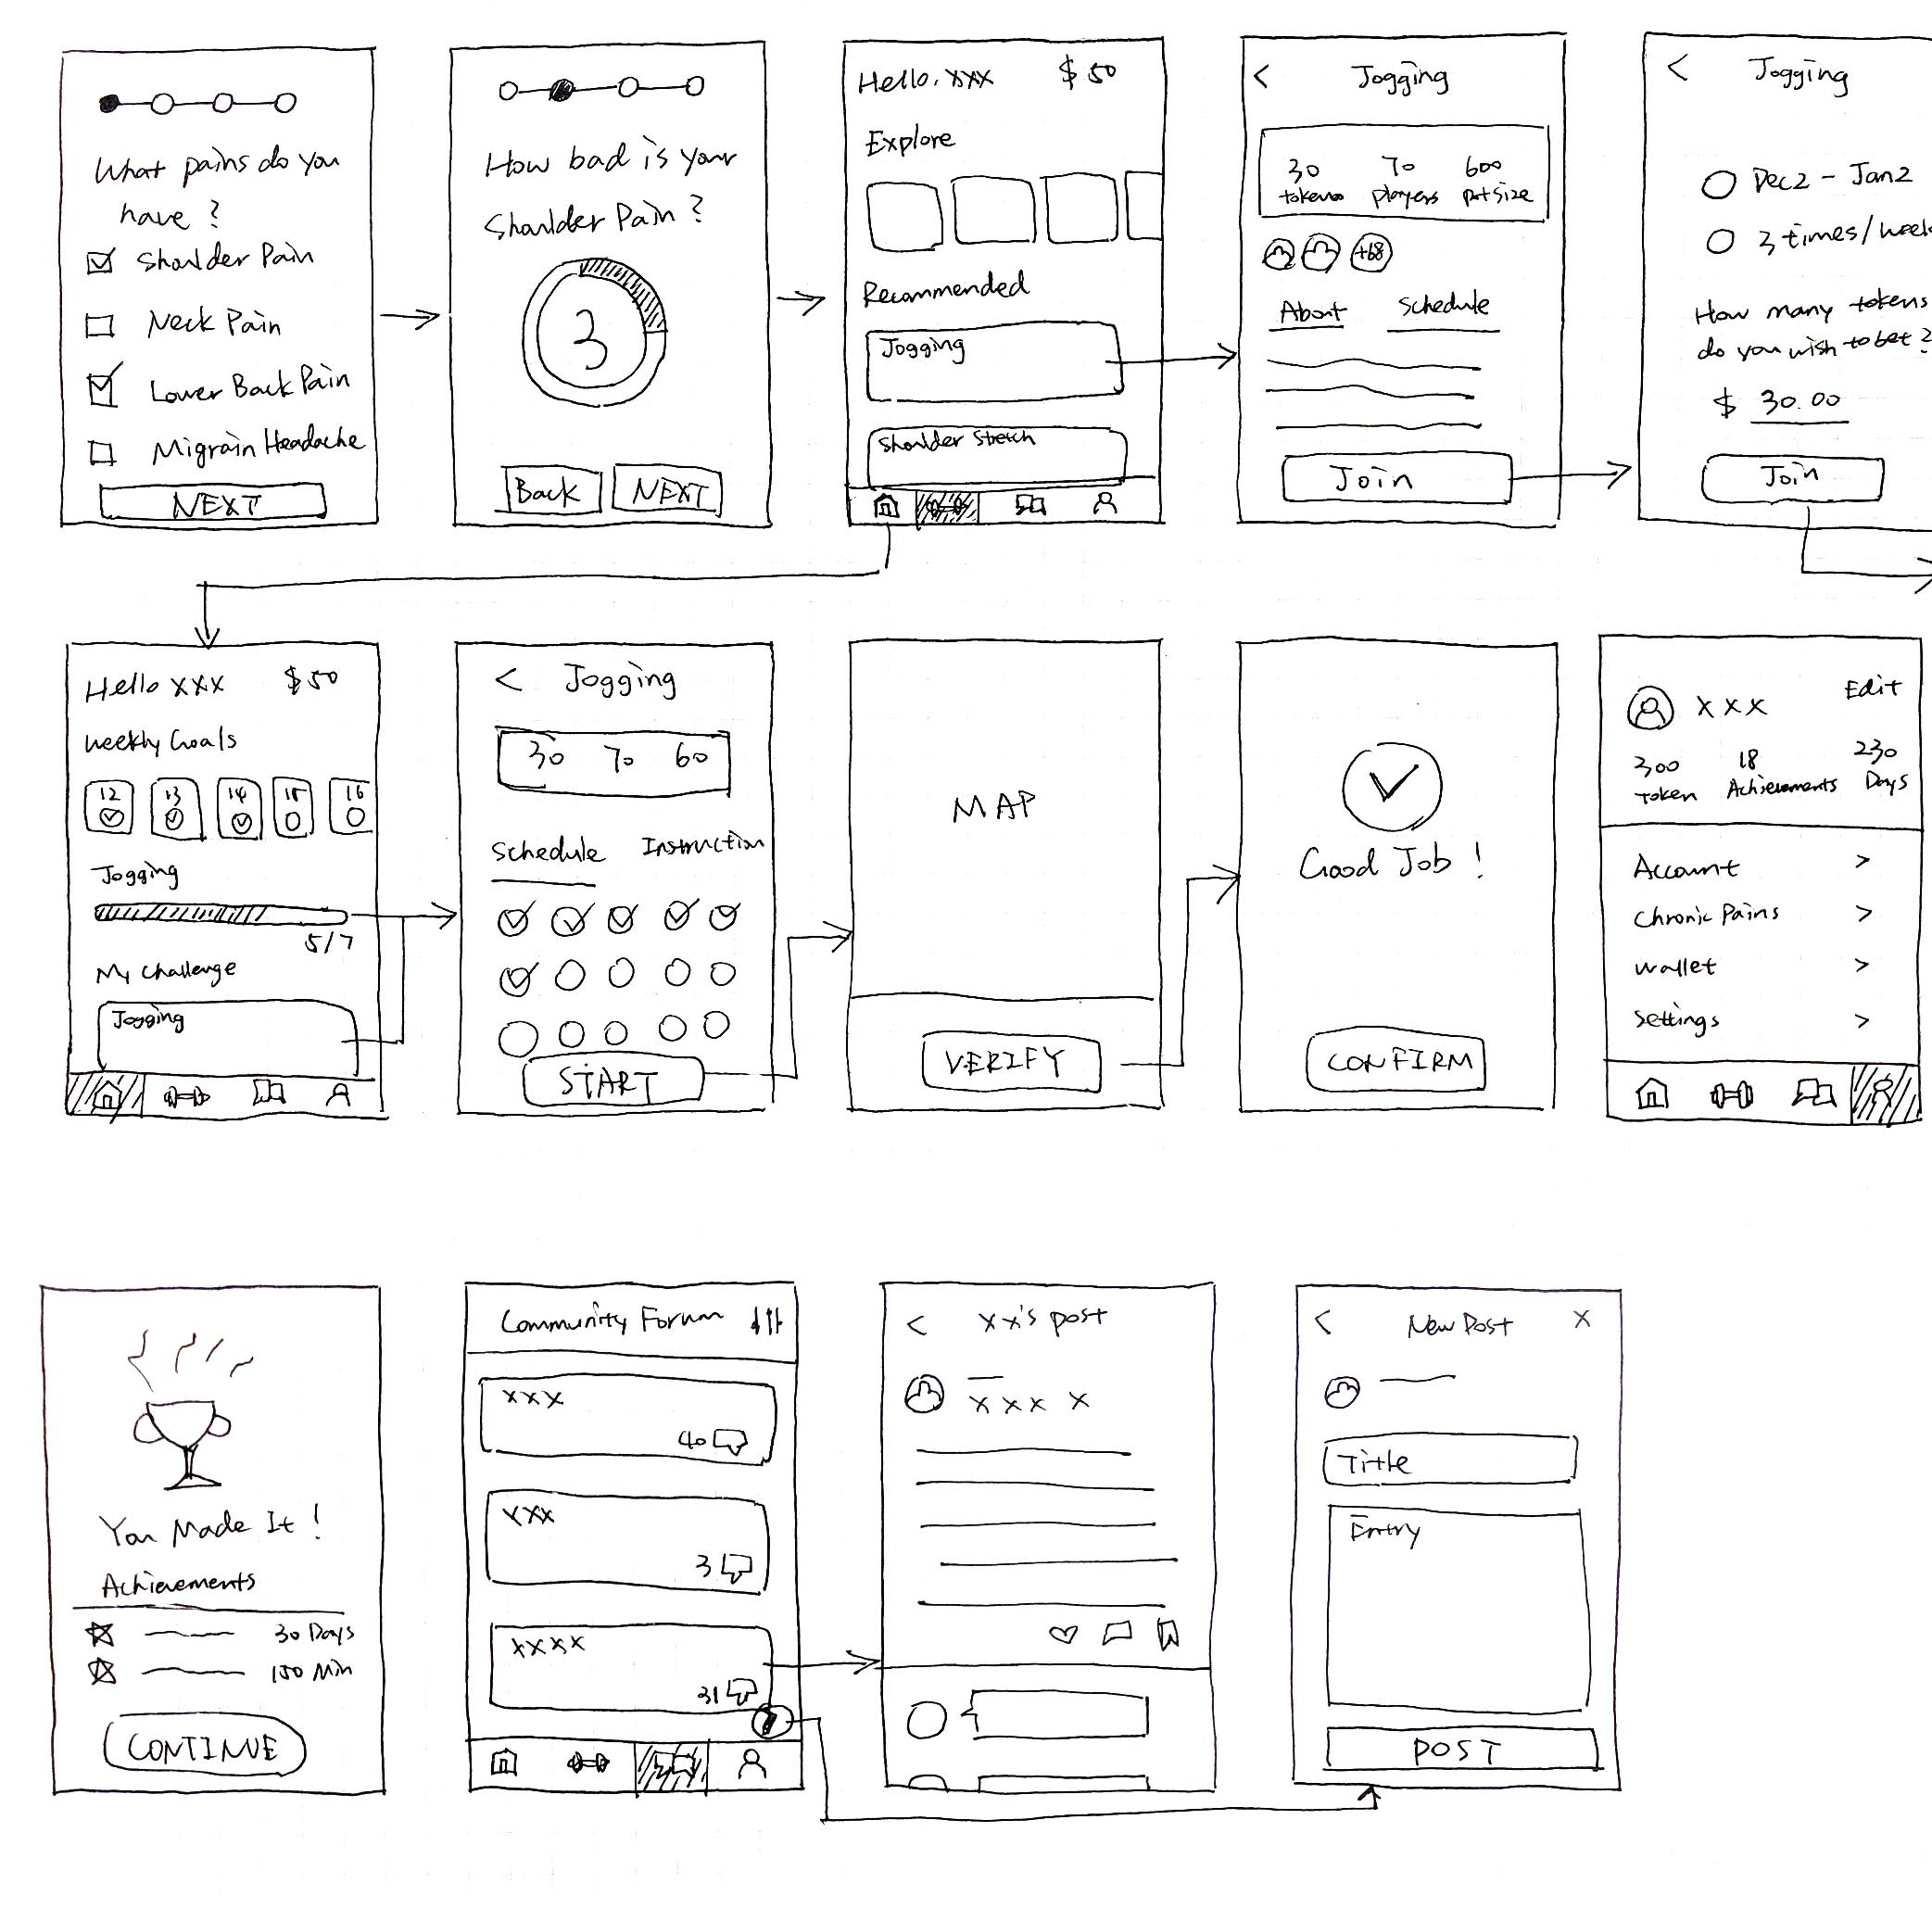 What pains do you
have ?
Shoulder Pain
Neck Pain
Lower Back Pain
Migrain Headache
NEXT
How bad is your
Shoulder Pain ?
3
Back
NEXT
Hello, xxx
$ 50
Explore
Recommended
Jogging
Shoulder Stretch
< Jogging
30 70 600
tokens players pot size
+68
About Schedule
Join
< Jogging
Dec2 - Jan2
3 times/week
How many tokens
do you wish to bet ?
$ 30.00
Join
Hello xxx
$ 50
Weekly Goals
12 13 14 15 16
Jogging
5/7
My Challenge
Jogging
< Jogging
30 70 60
Schedule Instruction
START
MAP
VERIFY
Good Job !
CONFIRM
x x x
Edit
300 18 230
Token Achievements Days
Account >
Chronic Pains >
Wallet >
Settings >
You Made It !
Achievements
30 Days
150 Min
CONTINUE
Community Forum
xxx
40
xxx
3
xxxx
31
< xx's post
xxx x
< New Post x
Title
Entry
POST